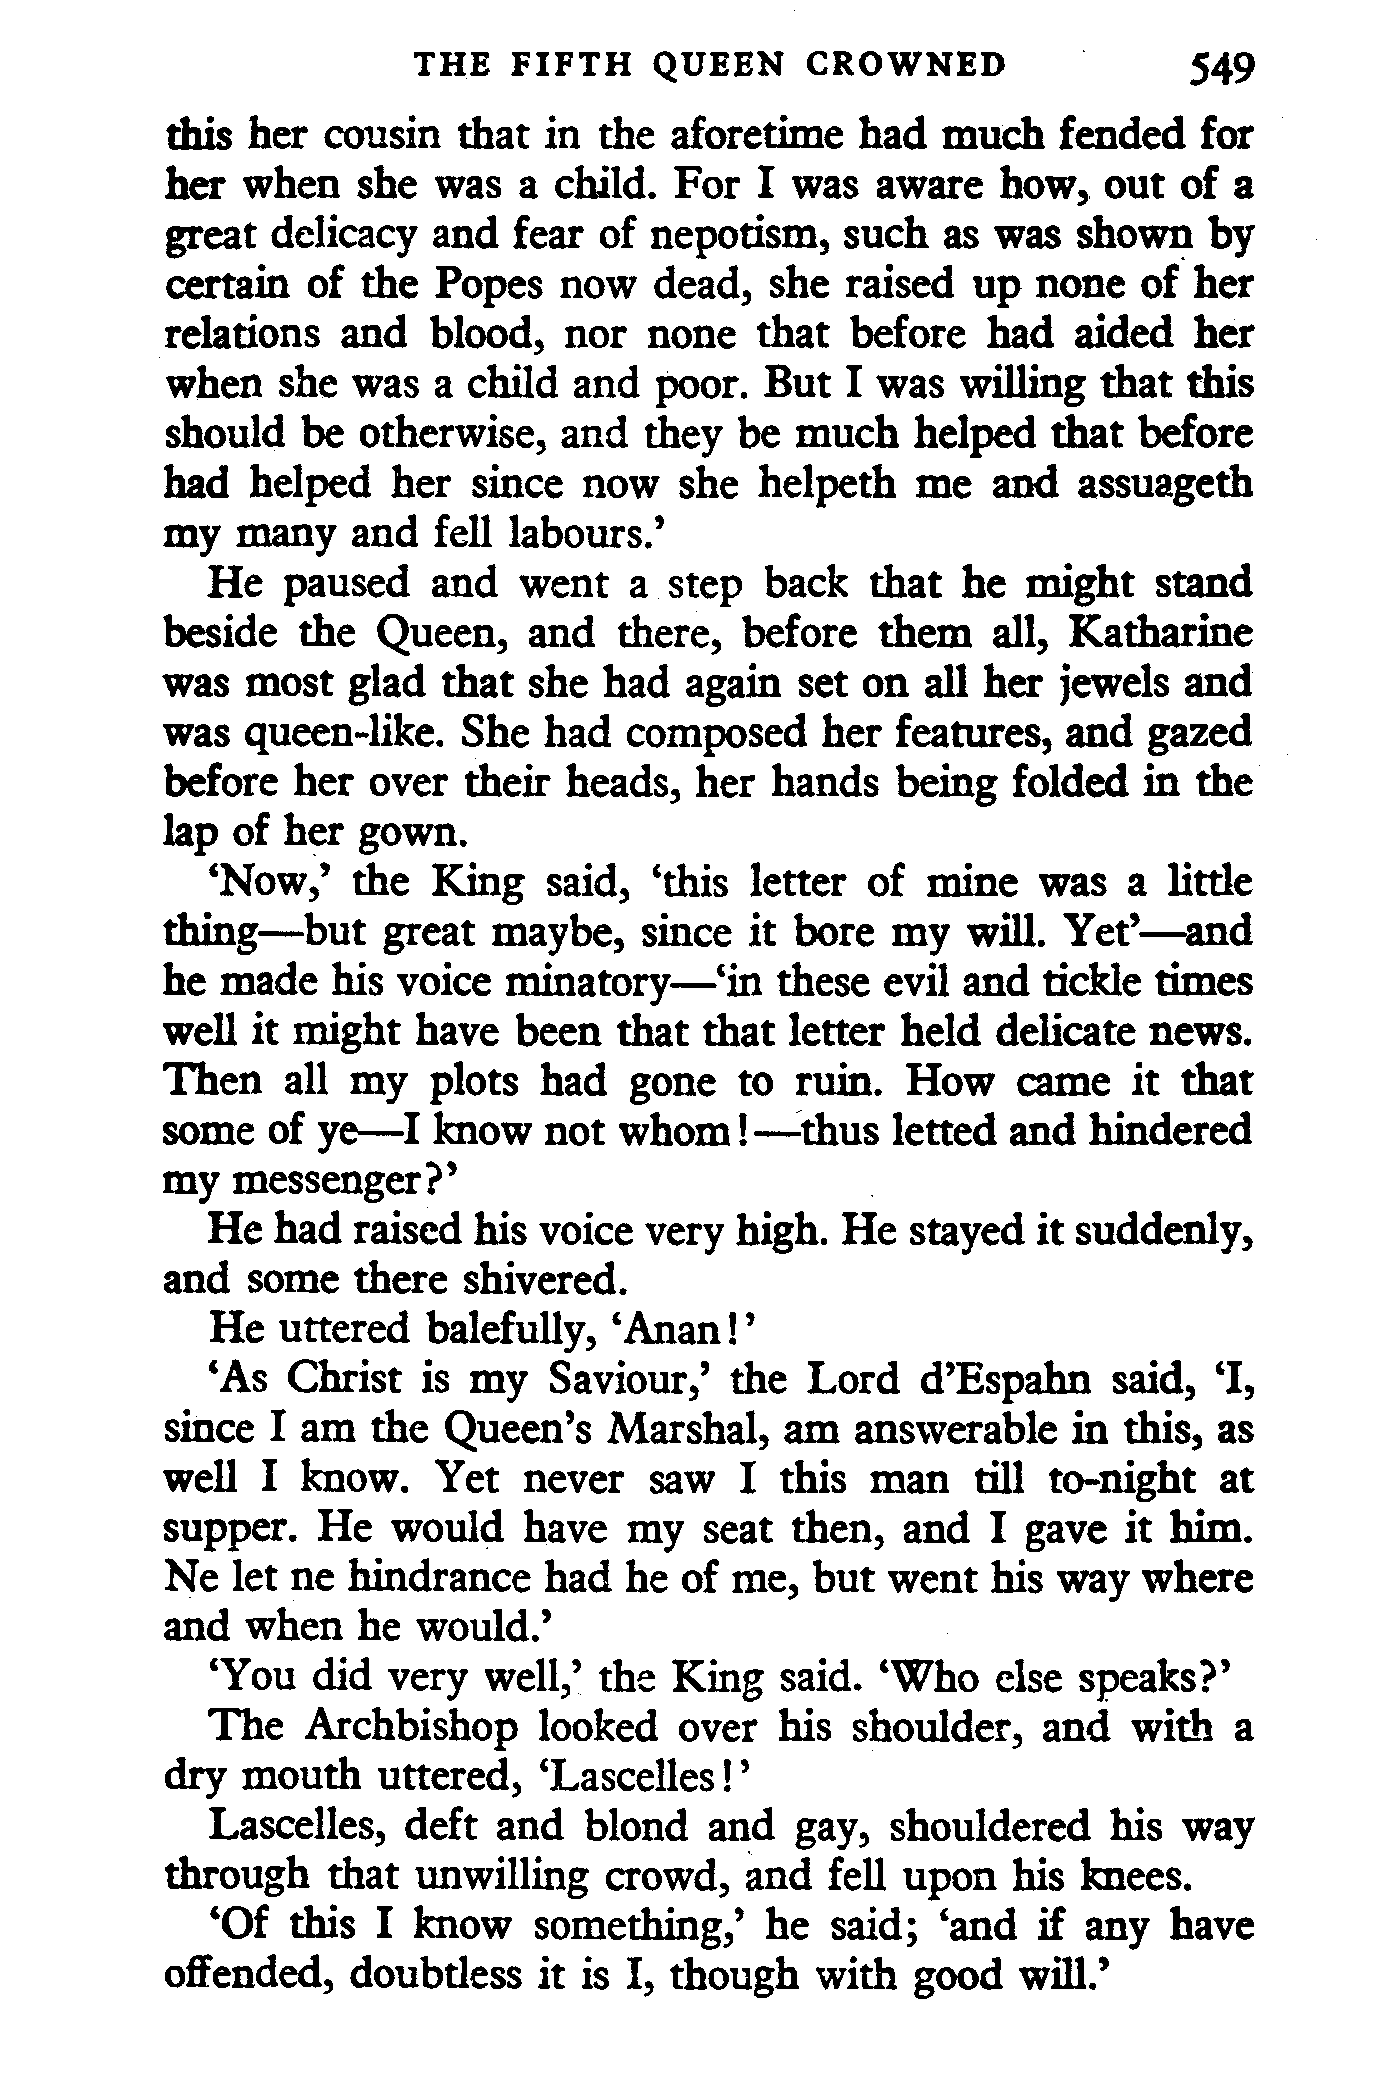 THE FIFTH QUEEN CROWNED 549
this her cousin that in the aforetime had much fended for
her when she was a child. For I was aware how, out of a
great delicacy and fear of nepotism, such as was shown by
certain of the Popes now dead, she raised up none of her
relations and blood, nor none that before had aided her
when she was a child and poor. But I was willing that this
should be otherwise, and they be much helped that before
had helped her since now she helpeth me and assuageth
my many and fell labours.’
He paused and went a step back that he might stand
beside the Queen, and there, before them all, Katharine
was most glad that she had again set on all her jewels and
was queen-like. She had composed her features, and gazed
before her over their heads, her hands being folded in the
lap of her gown.
‘Now,’ the King said, ‘this letter of mine was a little
thing—but great maybe, since it bore my will. Yet’—and
he made his voice minatory—‘in these evil and tickle times
well it might have been that that letter held delicate news.
Then all my plots had gone to ruin. How came it that
some of ye—I know not whom!—thus letted and hindered
my messenger?’
He had raised his voice very high. He stayed it suddenly,
and some there shivered.
He uttered balefully, ‘Anan!’
‘As Christ is my Saviour,’ the Lord d’Espahn said, ‘I,
since I am the Queen’s Marshal, am answerable in this, as
well I know. Yet never saw I this man till to-night at
supper. He would have my seat then, and I gave it him.
Ne let ne hindrance had he of me, but went his way where
and when he would.’
‘You did very well,’ the King said. ‘Who else speaks?’
The Archbishop looked over his shoulder, and with a
dry mouth uttered, ‘Lascelles!’
Lascelles, deft and blond and gay, shouldered his way
through that unwilling crowd, and fell upon his knees.
‘Of this I know something,’ he said; ‘and if any have
offended, doubtless it is I, though with good will.’